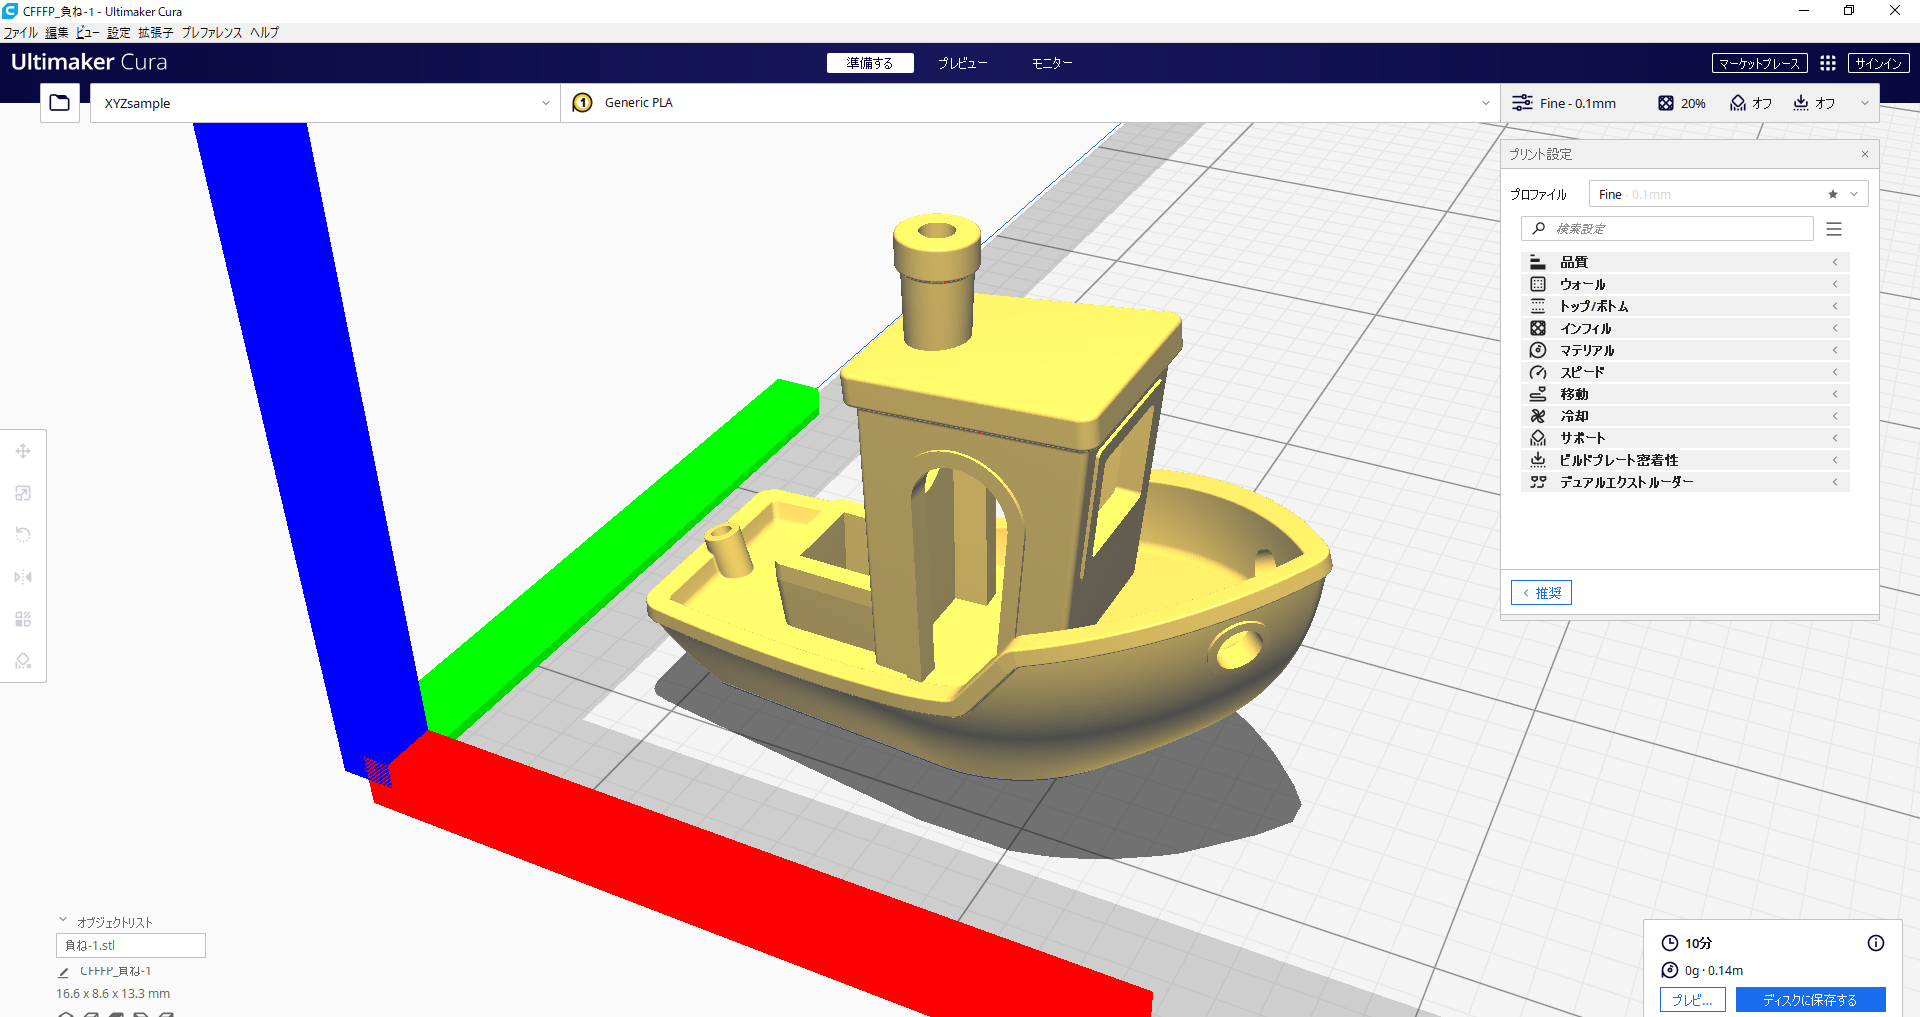 CFFFP_負ね-1 - Ultimaker Cura
ファイル 編集 ビュー 設定 拡張子 プレファレンス ヘルプ
Ultimaker Cura
準備する プレビュー モニター
マーケットプレース サインイン
XYZsample
1 Generic PLA
Fine - 0.1mm 20% オフ オフ
プリント設定
プロファイル Fine - 0.1mm
検索設定
品質
ウォール
トップ/ボトム
インフィル
マテリアル
スピード
移動
冷却
サポート
ビルドプレート密着性
デュアルエクストルーダー
推奨
オブジェクトリスト
負ね-1.stl
CFFFP_負ね-1
16.6 x 8.6 x 13.3 mm
10分
0g · 0.14m
プレビ...
ディスクに保存する